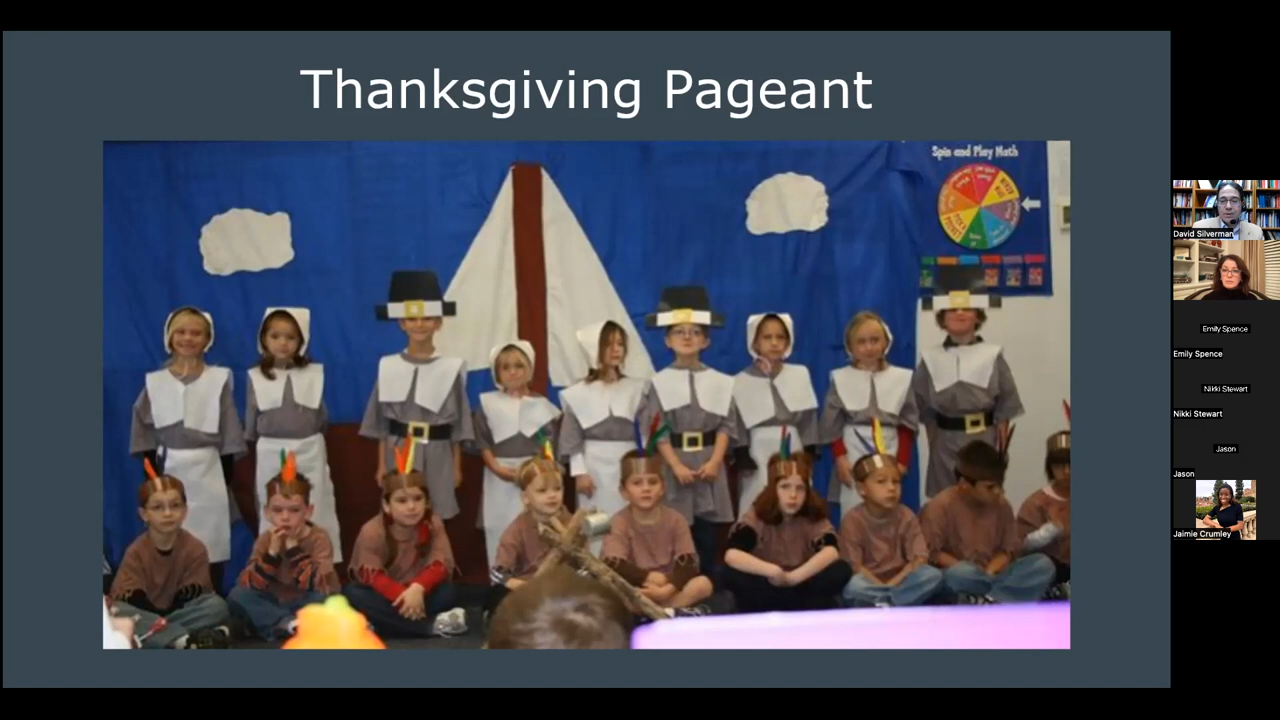 Thanksgiving Pageant
Spin and Play Math
David Silverman
Emily Spence
Emily Spence
Nikki Stewart
Nikki Stewart
Jason
Jason
Jaimie Crumley